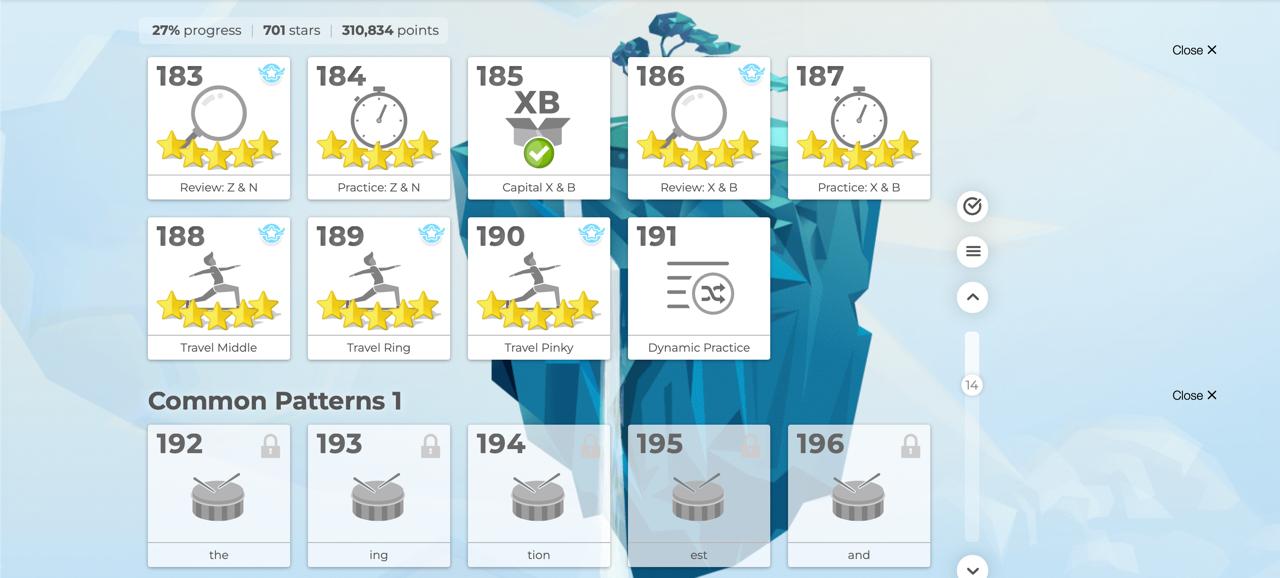 27% progress | 701 stars | 310,834 points
Close ✕
183
184
185
186
187
XB
Review: Z & N
Practice: Z & N
Capital X & B
Review: X & B
Practice: X & B
188
189
190
191
Travel Middle
Travel Ring
Travel Pinky
Dynamic Practice
14
Common Patterns 1
Close ✕
192
193
194
195
196
the
ing
tion
est
and